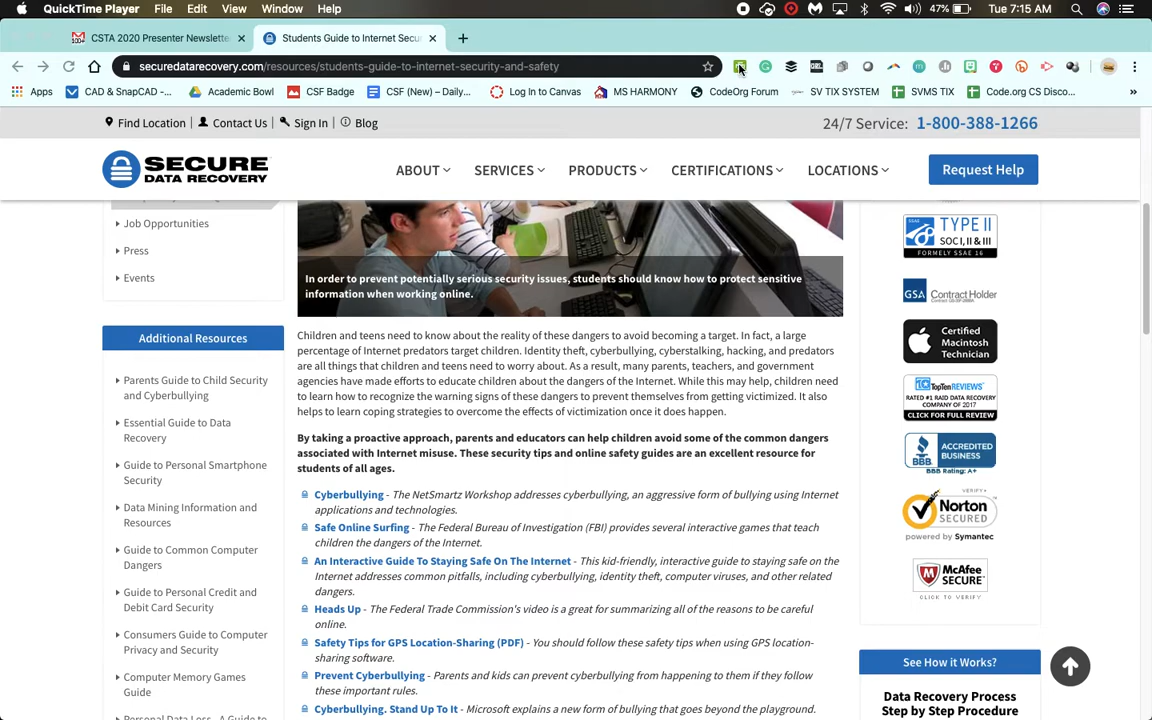 QuickTime Player File Edit View Window Help
47% Tue 7:15 AM
CSTA 2020 Presenter Newslette
Students Guide to Internet Secu
securedatarecovery.com/resources/students-guide-to-internet-security-and-safety
Apps CAD & SnapCAD -... Academic Bowl CSF Badge CSF (New) – Daily... Log In to Canvas MS HARMONY CodeOrg Forum SV TIX SYSTEM SVMS TIX Code.org CS Disco... »
Find Location | Contact Us | Sign In | Blog
24/7 Service: 1-800-388-1266
SECURE
DATA RECOVERY
ABOUT SERVICES PRODUCTS CERTIFICATIONS LOCATIONS
Request Help
Job Opportunities
Press
Events
Additional Resources
Parents Guide to Child Security
and Cyberbullying
Essential Guide to Data
Recovery
Guide to Personal Smartphone
Security
Data Mining Information and
Resources
Guide to Common Computer
Dangers
Guide to Personal Credit and
Debit Card Security
Consumers Guide to Computer
Privacy and Security
Computer Memory Games
Guide
Personal Data Loss - A Guide to
In order to prevent potentially serious security issues, students should know how to protect sensitive
information when working online.
Children and teens need to know about the reality of these dangers to avoid becoming a target. In fact, a large
percentage of Internet predators target children. Identity theft, cyberbullying, cyberstalking, hacking, and predators
are all things that children and teens need to worry about. As a result, many parents, teachers, and government
agencies have made efforts to educate children about the dangers of the Internet. While this may help, children need
to learn how to recognize the warning signs of these dangers to prevent themselves from getting victimized. It also
helps to learn coping strategies to overcome the effects of victimization once it does happen.
By taking a proactive approach, parents and educators can help children avoid some of the common dangers
associated with Internet misuse. These security tips and online safety guides are an excellent resource for
students of all ages.
Cyberbullying - The NetSmartz Workshop addresses cyberbullying, an aggressive form of bullying using Internet
applications and technologies.
Safe Online Surfing - The Federal Bureau of Investigation (FBI) provides several interactive games that teach
children the dangers of the Internet.
An Interactive Guide To Staying Safe On The Internet - This kid-friendly, interactive guide to staying safe on the
Internet addresses common pitfalls, including cyberbullying, identity theft, computer viruses, and other related
dangers.
Heads Up - The Federal Trade Commission's video is a great for summarizing all of the reasons to be careful
online.
Safety Tips for GPS Location-Sharing (PDF) - You should follow these safety tips when using GPS location-
sharing software.
Prevent Cyberbullying - Parents and kids can prevent cyberbullying from happening to them if they follow
these important rules.
Cyberbullying. Stand Up To It - Microsoft explains a new form of bullying that goes beyond the playground.
TYPE II
SOC I, II & III
FORMELY SSAE 16
GSA Contract Holder
Certified
Macintosh
Technician
TopTenREVIEWS
RATED #1 RAID DATA RECOVERY
COMPANY OF 2017
CLICK FOR FULL REVIEW
BBB
ACCREDITED
BUSINESS
BBB Rating: A+
VERIFY
Norton
SECURED
powered by Symantec
McAfee
SECURE
CLICK TO VERIFY
See How it Works?
Data Recovery Process
Step by Step Procedure